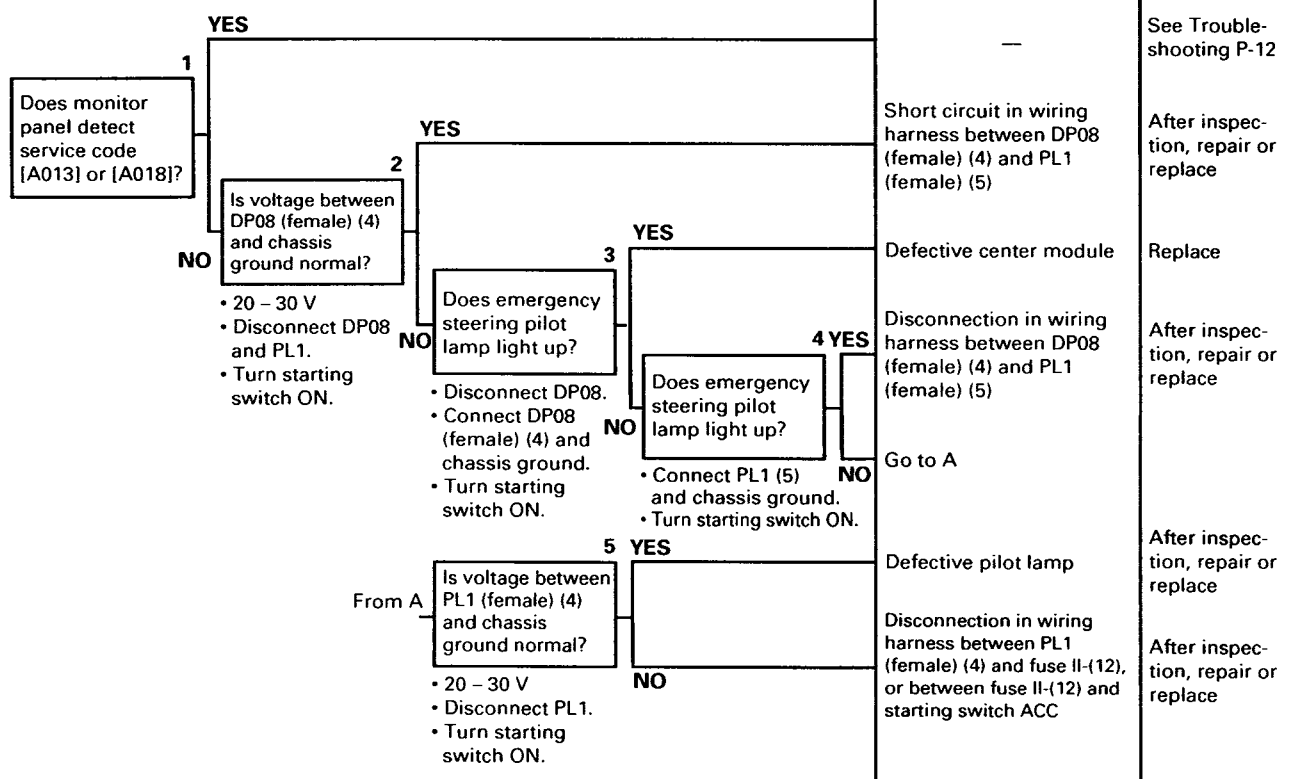 YES
—
See Trouble-
shooting P-12
1
Does monitor
panel detect
service code
[A013] or [A018]?
YES
Short circuit in wiring
harness between DP08
(female) (4) and PL1
(female) (5)
After inspec-
tion, repair or
replace
NO
2
Is voltage between
DP08 (female) (4)
and chassis
ground normal?
• 20 – 30 V
• Disconnect DP08
and PL1.
• Turn starting
switch ON.
YES
Defective center module
Replace
NO
3
Does emergency
steering pilot
lamp light up?
• Disconnect DP08.
• Connect DP08
(female) (4) and
chassis ground.
• Turn starting
switch ON.
4 YES
Disconnection in wiring
harness between DP08
(female) (4) and PL1
(female) (5)
After inspec-
tion, repair or
replace
NO
Does emergency
steering pilot
lamp light up?
• Connect PL1 (5)
and chassis ground.
• Turn starting switch ON.
NO
Go to A
From A
5 YES
Is voltage between
PL1 (female) (4)
and chassis
ground normal?
• 20 – 30 V
• Disconnect PL1.
• Turn starting
switch ON.
Defective pilot lamp
After inspec-
tion, repair or
replace
NO
Disconnection in wiring
harness between PL1
(female) (4) and fuse II-(12),
or between fuse II-(12) and
starting switch ACC
After inspec-
tion, repair or
replace